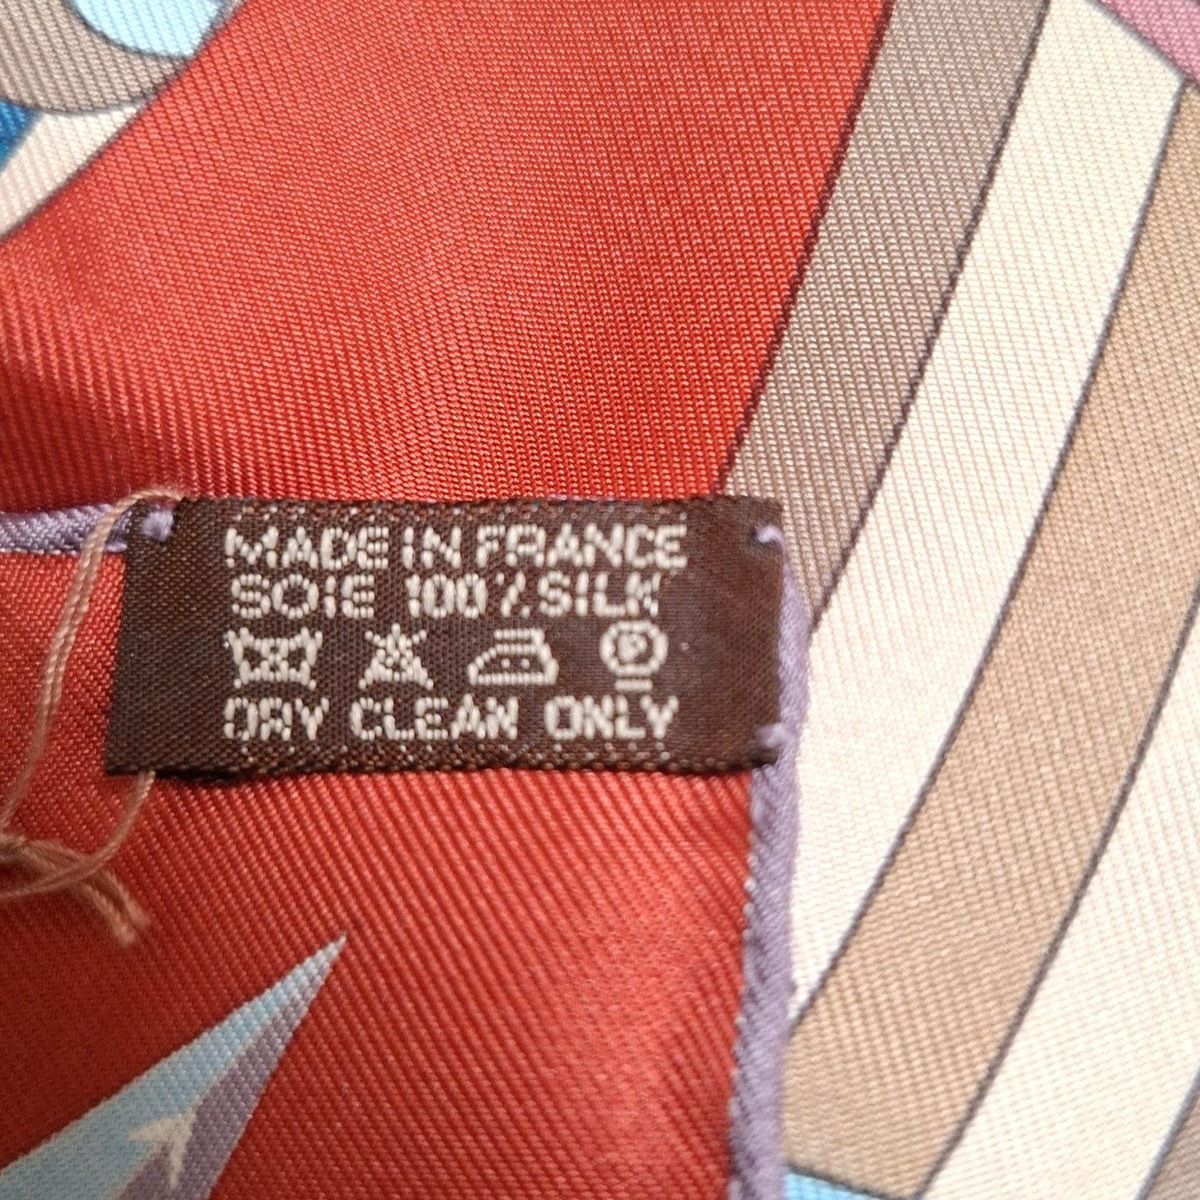 MADE IN FRANCE
SOIE 100% SILK
P
DRY CLEAN ONLY